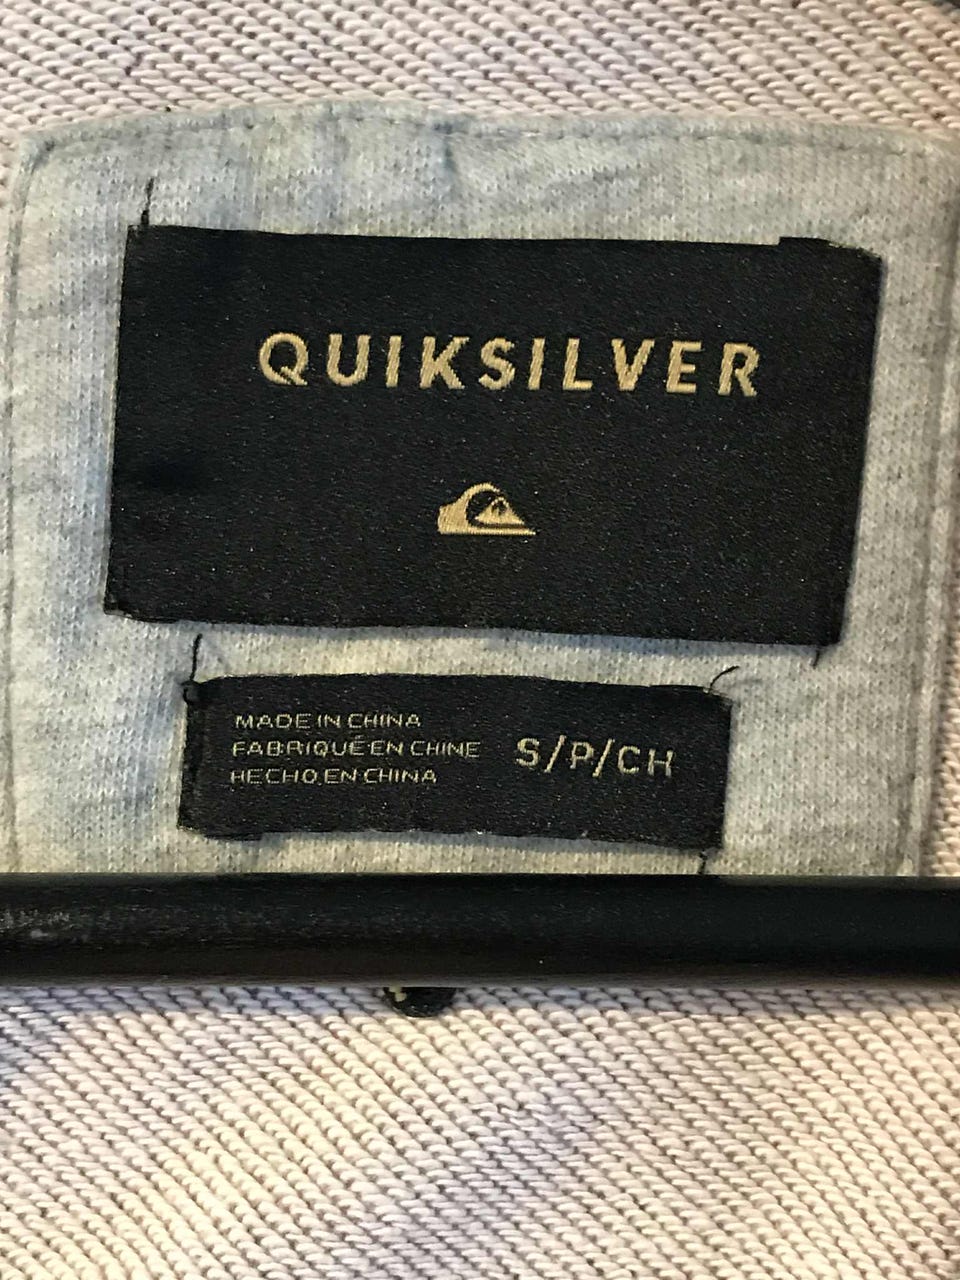 QUIKSILVER
MADE IN CHINA
FABRIQUÉ EN CHINE
HECHO EN CHINA
S/P/CH